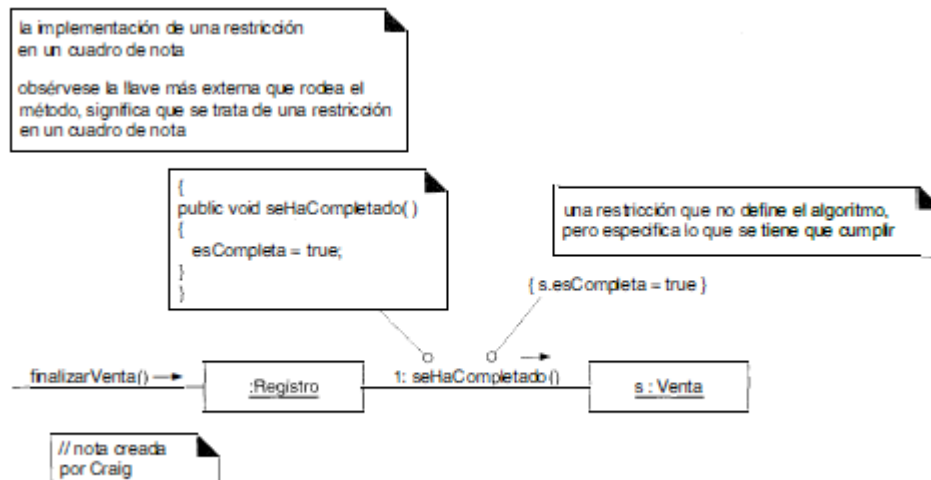 la implementación de una restricción
en un cuadro de nota
obsérvese la llave más externa que rodea el
método, significa que se trata de una restricción
en un cuadro de nota
{
public void seHaCompletado( )
{
esCompleta = true;
}
}
una restricción que no define el algoritmo,
pero especifica lo que se tiene que cumplir
{ s.esCompleta = true }
finalizarVenta()
:Registro
1: seHaCompletado()
s : Venta
// nota creada
por Craig